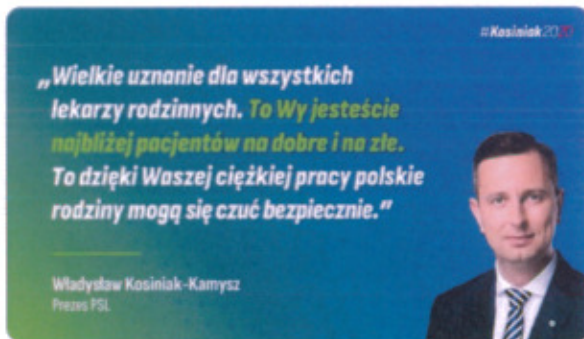 #Kosiniak2020
„Wielkie uznanie dla wszystkich
lekarzy rodzinnych. To Wy jesteście
najbliżej pacjentów na dobre i na złe.
To dzięki Waszej ciężkiej pracy polskie
rodziny mogą się czuć bezpiecznie.”
Władysław Kosiniak-Kamysz
Prezes PSL